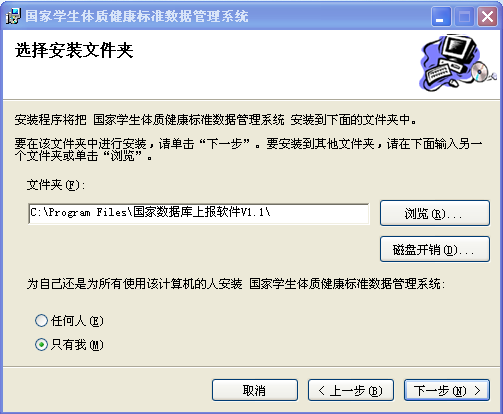 国家学生体质健康标准数据管理系统
选择安装文件夹
安装程序将把 国家学生体质健康标准数据管理系统 安装到下面的文件夹中。
要在该文件夹中进行安装，请单击“下一步”。要安装到其他文件夹，请在下面输入另一
个文件夹或单击“浏览”。
文件夹(F):
C:\Program Files\国家数据库上报软件V1.1\
浏览(R)...
磁盘开销(D)...
为自己还是为所有使用该计算机的人安装 国家学生体质健康标准数据管理系统:
任何人(E)
只有我(M)
取消
< 上一步(B)
下一步(N) >